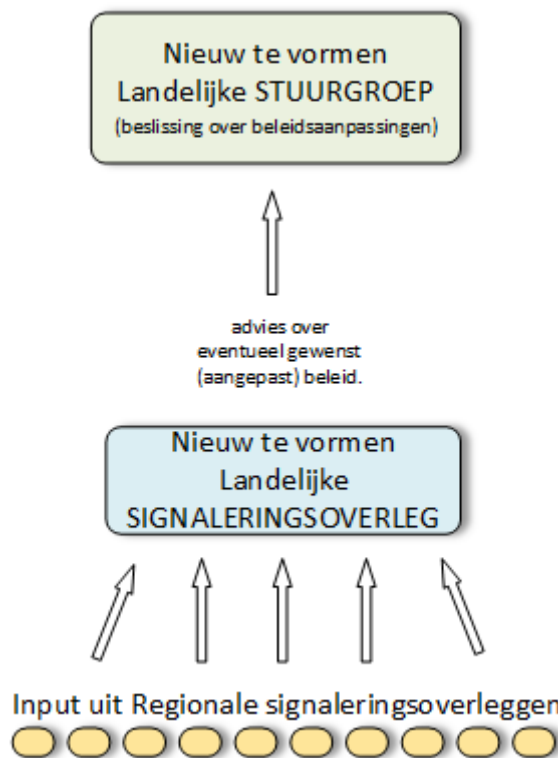 Nieuw te vormen
Landelijke STUURGROEP
(beslissing over beleidsaanpassingen)
advies over
eventueel gewenst
(aangepast) beleid.
Nieuw te vormen
Landelijke
SIGNALERINGSOVERLEG
Input uit Regionale signaleringsoverleggen